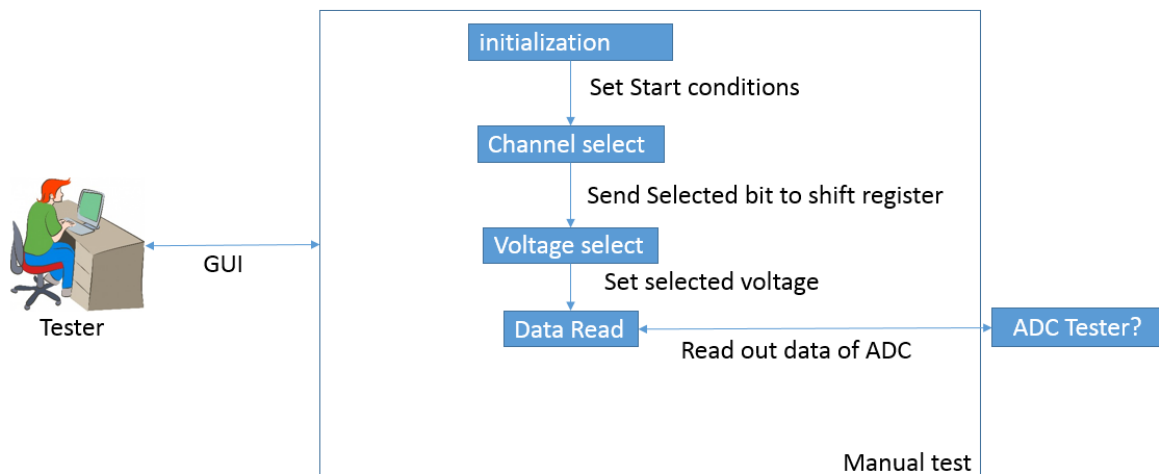 initialization
Set Start conditions
Channel select
Send Selected bit to shift register
Voltage select
GUI
Set selected voltage
Tester
Data Read
ADC Tester?
Read out data of ADC
Manual test